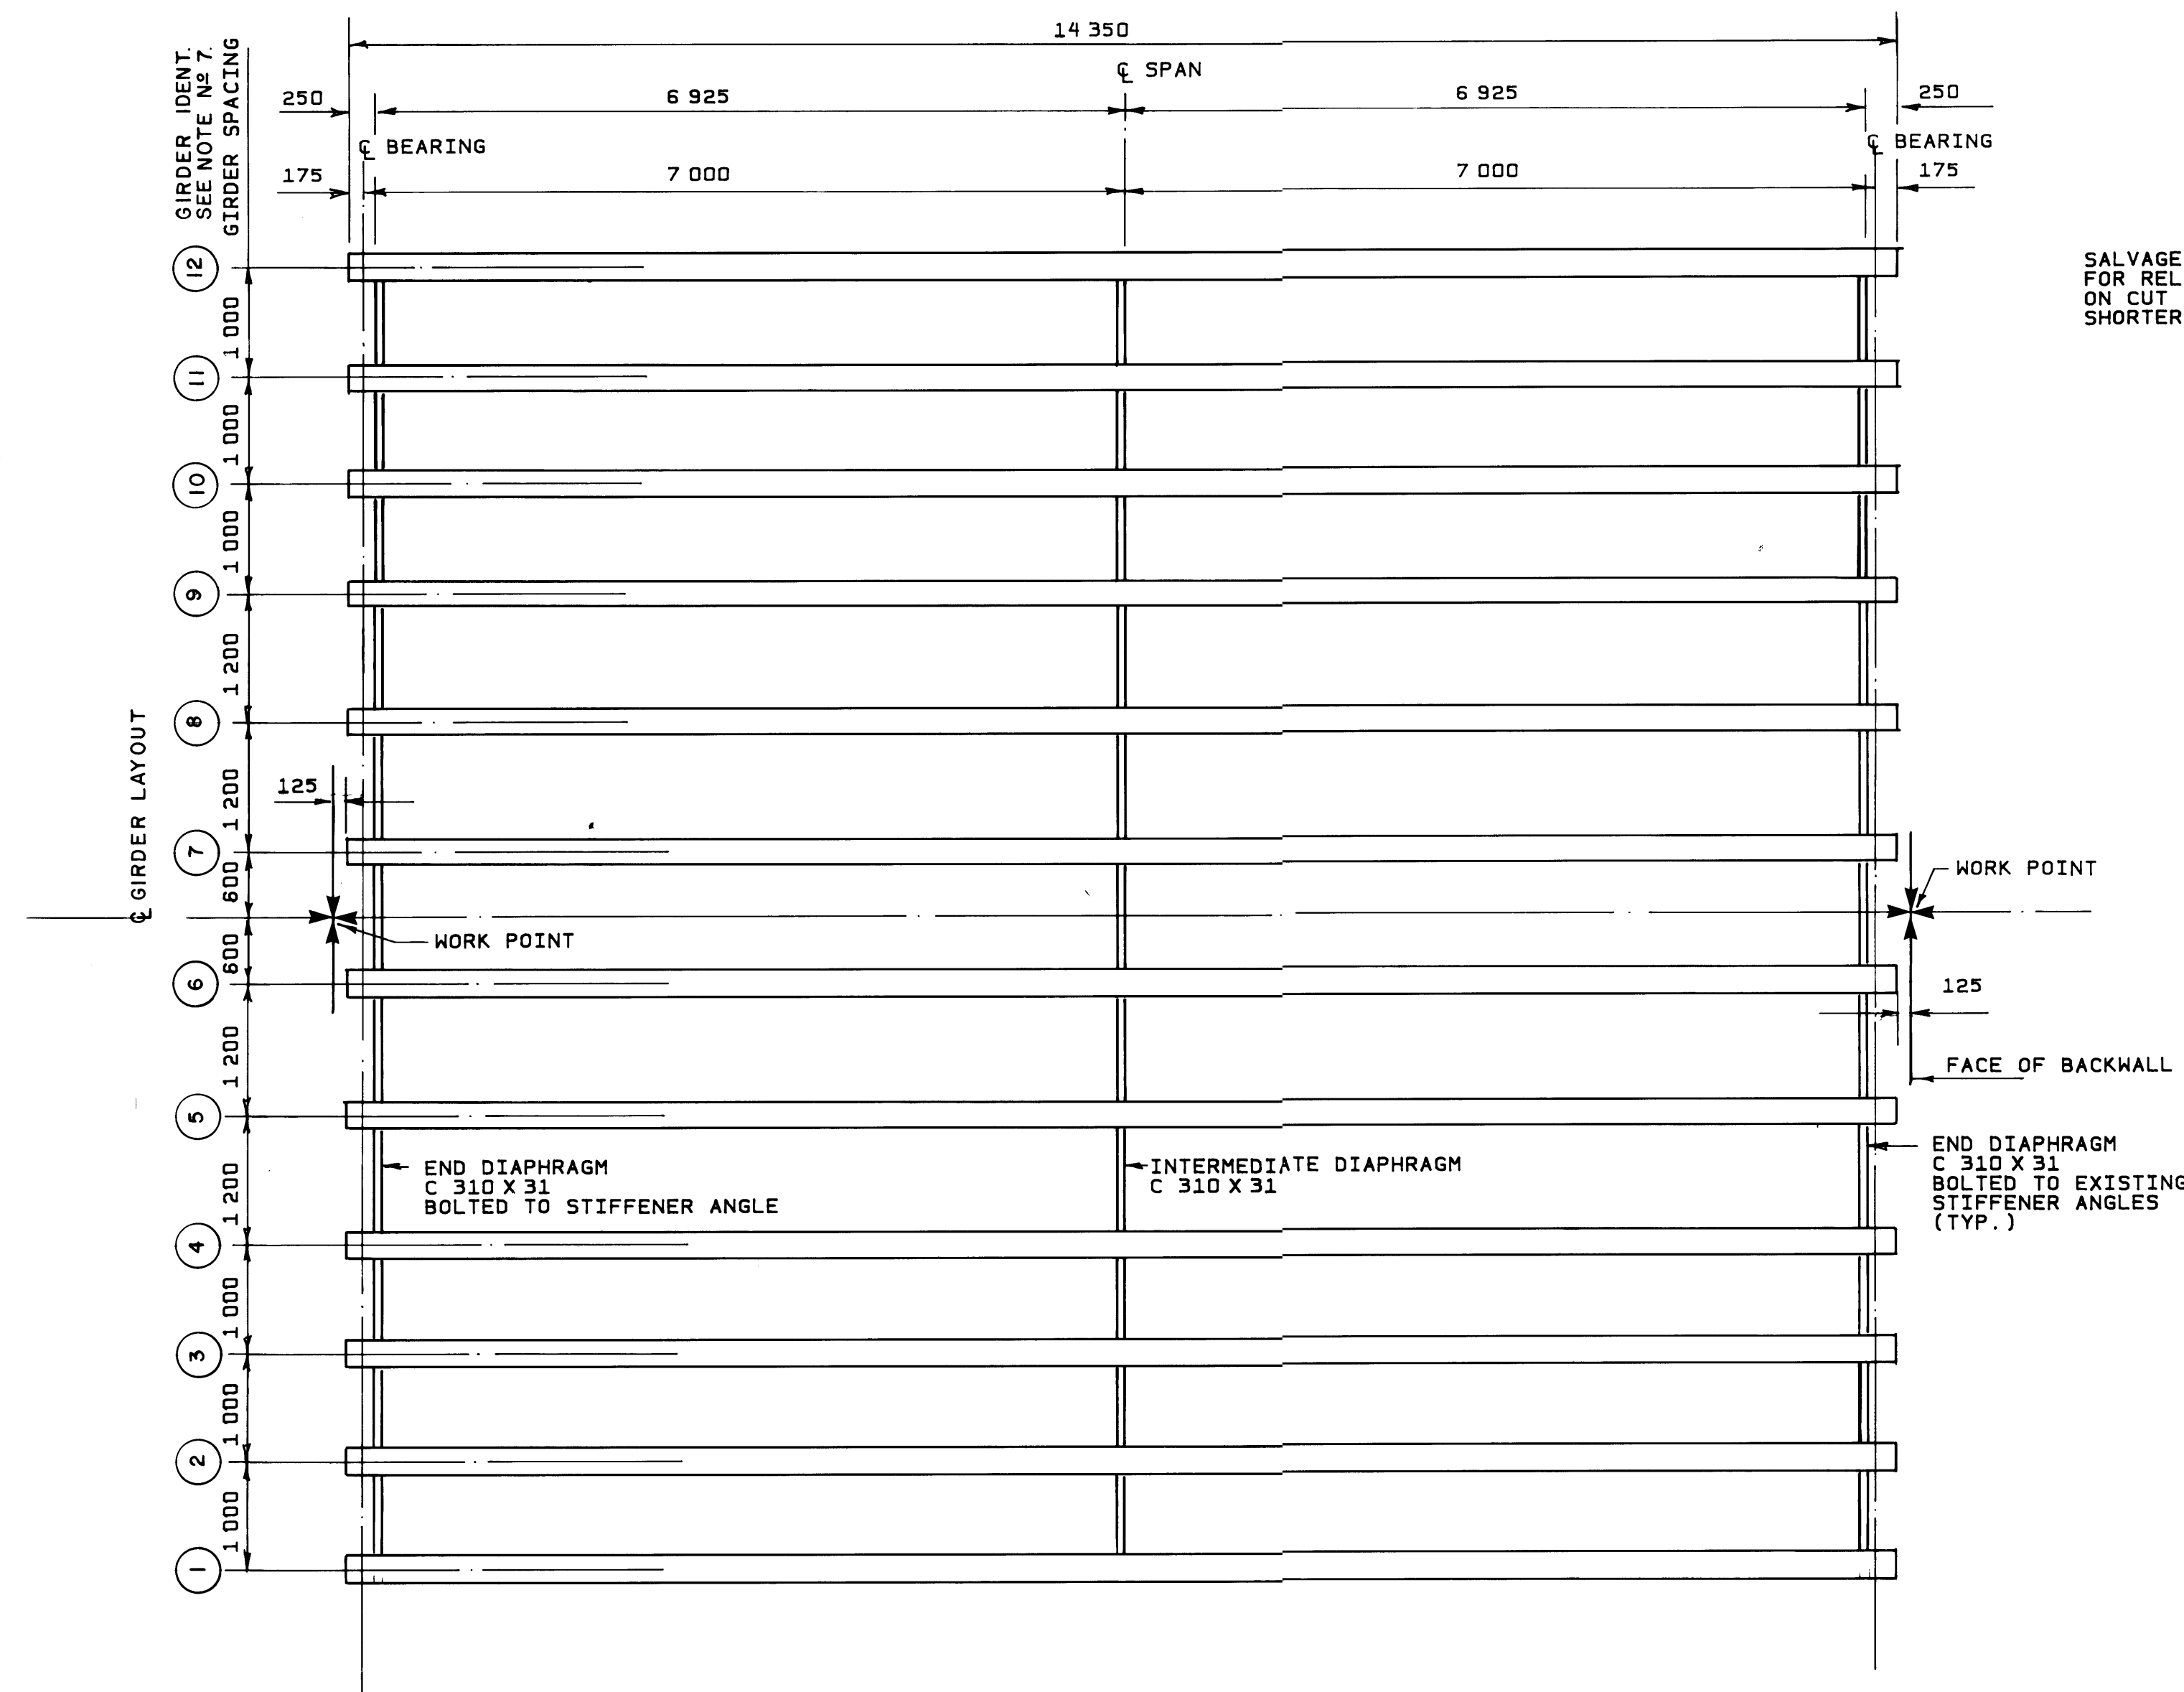 14 350
℄ SPAN
250
6 925
6 925
250
℄ BEARING
℄ BEARING
175
7 000
7 000
175
GIRDER IDENT.
SEE NOTE Nº 7.
GIRDER SPACING
SALVAGE
FOR REL
ON CUT
SHORTER
12
1 000
11
1 000
10
1 000
9
1 200
8
1 200
7
600
℄ GIRDER LAYOUT
125
WORK POINT
WORK POINT
600
6
125
1 200
FACE OF BACKWALL
5
END DIAPHRAGM
C 310 X 31
BOLTED TO STIFFENER ANGLE
INTERMEDIATE DIAPHRAGM
C 310 X 31
END DIAPHRAGM
C 310 X 31
BOLTED TO EXISTING
STIFFENER ANGLES
(TYP.)
1 200
4
1 000
3
1 000
2
1 000
1